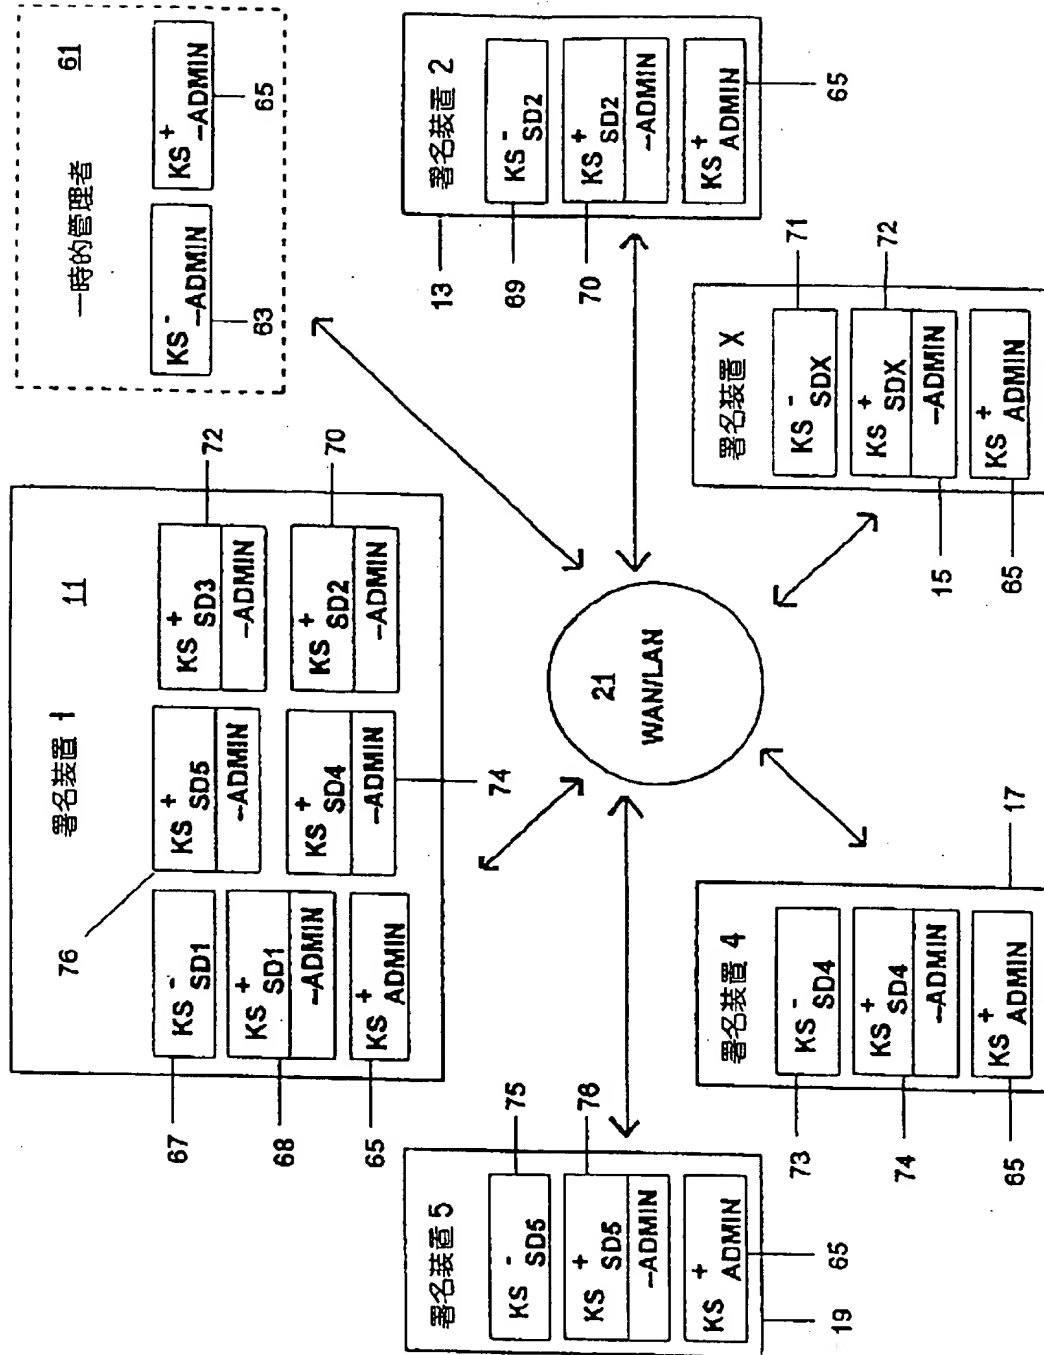 一時的管理者 61
KS⁻–ADMIN
KS⁺–ADMIN
63
65
署名装置 1 11
76
KS⁻SD1
KS⁺SD5
–ADMIN
KS⁺SD3
–ADMIN
72
67
KS⁺SD1
–ADMIN
68
KS⁺SD4
–ADMIN
74
KS⁺SD2
–ADMIN
70
KS⁺ADMIN
65
署名装置 5
KS⁻SD5
75
KS⁺SD5
–ADMIN
76
KS⁺ADMIN
65
19
21
WAN/LAN
署名装置 2
13
KS⁻SD2
69
KS⁺SD2
–ADMIN
70
KS⁺ADMIN
65
署名装置 4
17
KS⁻SD4
73
KS⁺SD4
–ADMIN
74
KS⁺ADMIN
65
署名装置 X
KS⁻SDX
71
KS⁺SDX
–ADMIN
72
15
KS⁺ADMIN
65